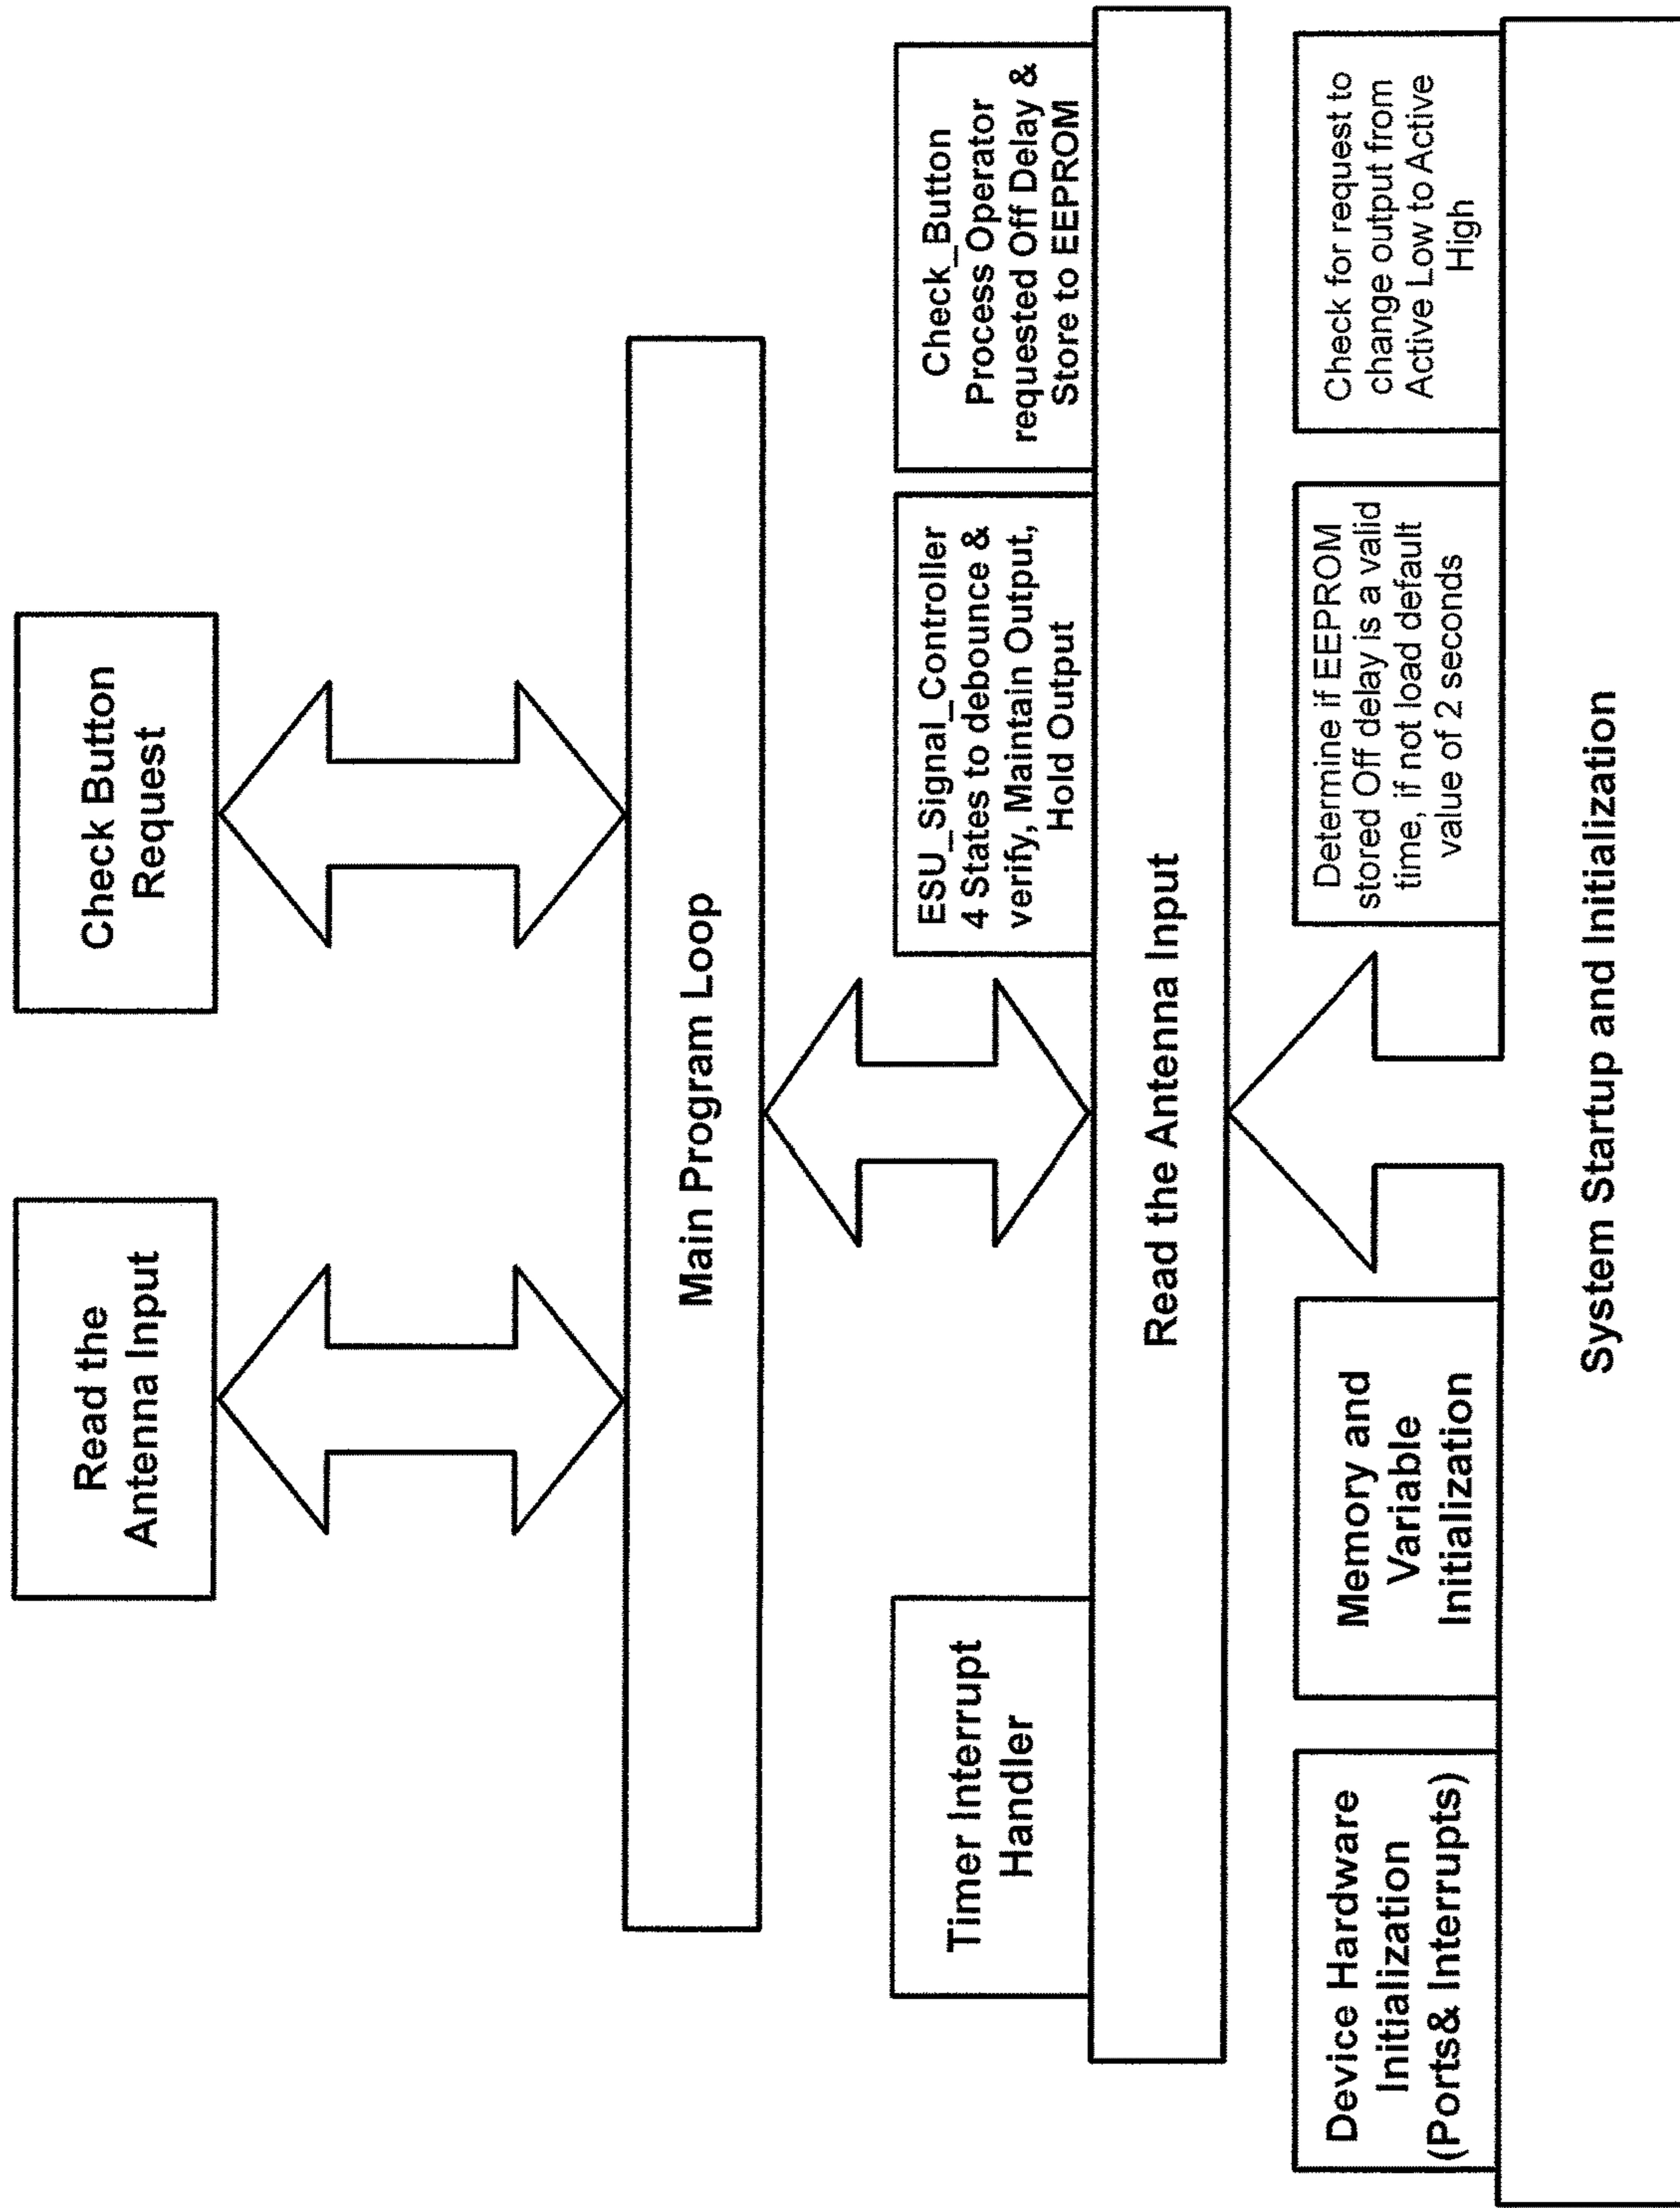 Read the
Antenna Input
Check Button
Request
Main Program Loop
Timer Interrupt
Handler
ESU_Signal_Controller
4 States to debounce &
verify, Maintain Output,
Hold Output
Check_Button
Process Operator
requested Off Delay &
Store to EEPROM
Read the Antenna Input
Device Hardware
Initialization
(Ports& Interrupts)
Memory and
Variable
Initialization
Determine if EEPROM
stored Off delay is a valid
time, if not load default
value of 2 seconds
Check for request to
change output from
Active Low to Active
High
System Startup and Initialization